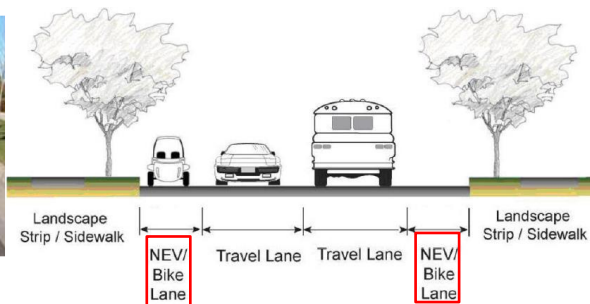 Landscape
Strip / Sidewalk
NEV/
Bike
Lane
Travel Lane
Travel Lane
NEV/
Bike
Lane
Landscape
Strip / Sidewalk